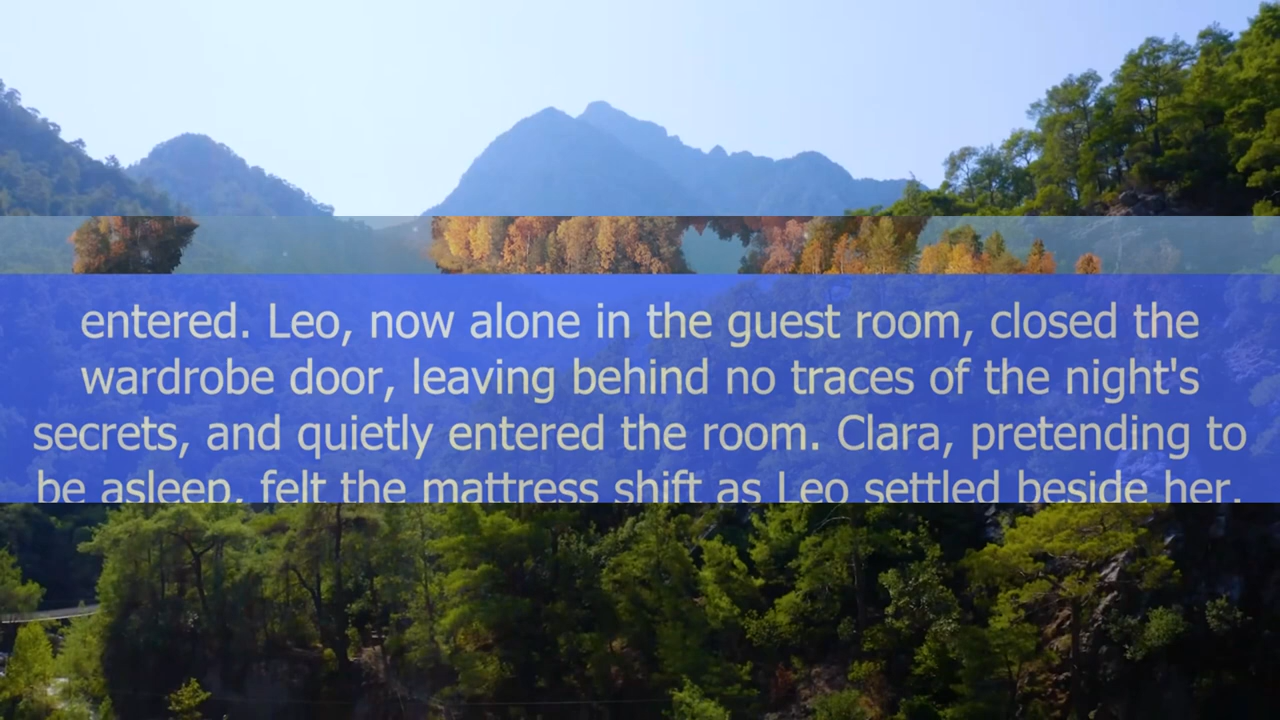 entered. Leo, now alone in the guest room, closed the
wardrobe door, leaving behind no traces of the night's
secrets, and quietly entered the room. Clara, pretending to
be asleep, felt the mattress shift as Leo settled beside her.